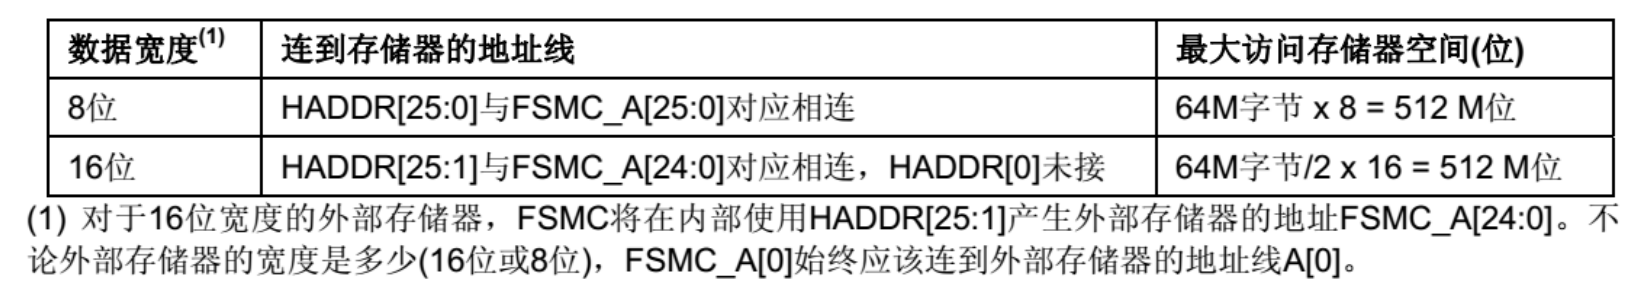 数据宽度(1) 连到存储器的地址线 最大访问存储器空间(位)
8位 HADDR[25:0]与FSMC_A[25:0]对应相连 64M字节 x 8 = 512 M位
16位 HADDR[25:1]与FSMC_A[24:0]对应相连，HADDR[0]未接 64M字节/2 x 16 = 512 M位
(1) 对于16位宽度的外部存储器，FSMC将在内部使用HADDR[25:1]产生外部存储器的地址FSMC_A[24:0]。不
论外部存储器的宽度是多少(16位或8位)，FSMC_A[0]始终应该连到外部存储器的地址线A[0]。